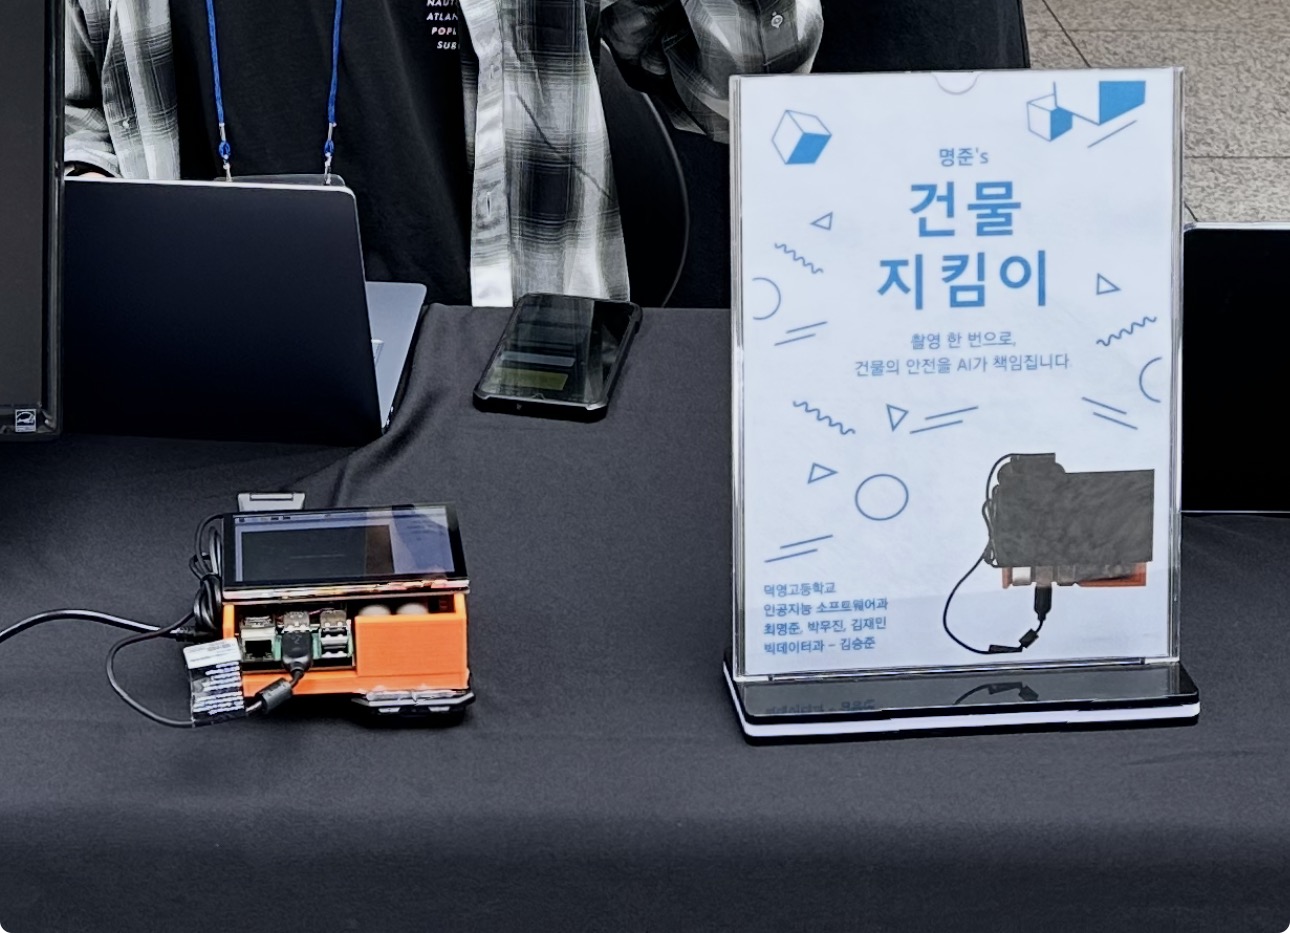 명준's
건물
지킴이
촬영 한 번으로,
건물의 안전을 AI가 책임집니다.
덕영고등학교
인공지능 소프트웨어과
최명준, 박무진, 김재민
빅데이터과 - 김승준